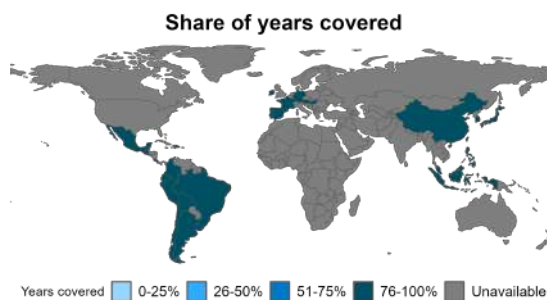 Share of years covered
Years covered 0-25% 26-50% 51-75% 76-100% Unavailable